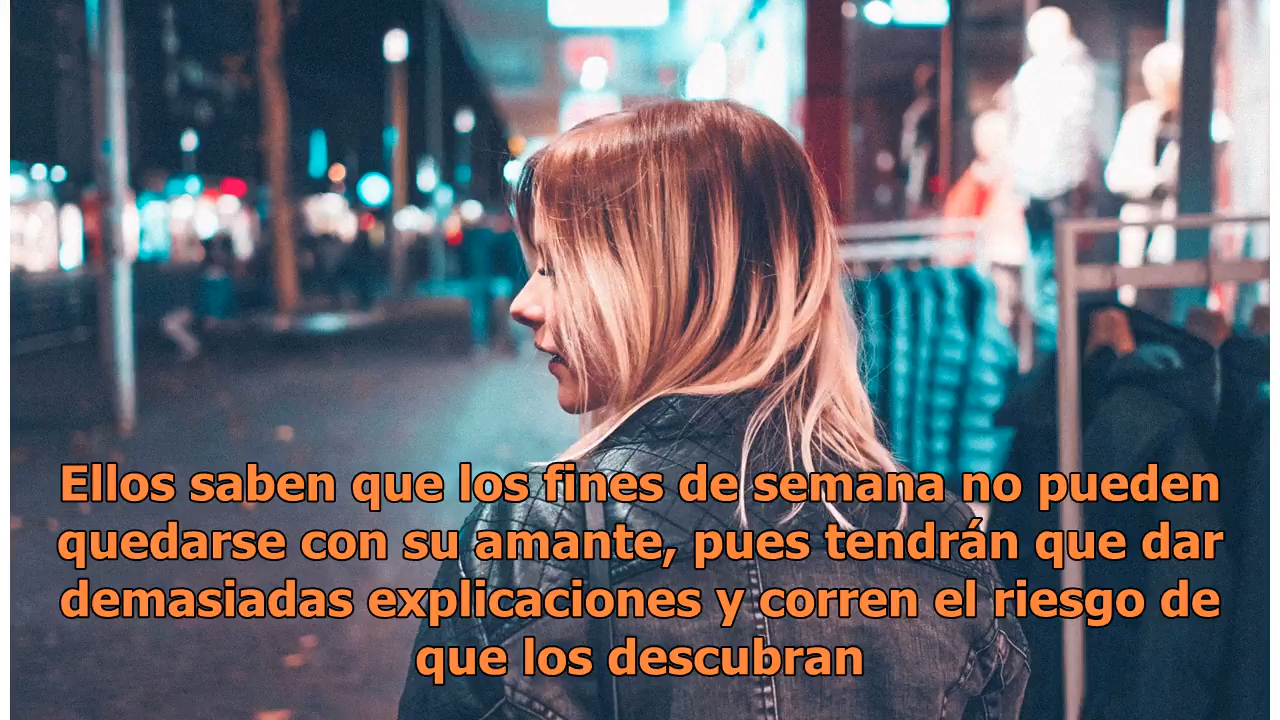 Ellos saben que los fines de semana no pueden
quedarse con su amante, pues tendrán que dar
demasiadas explicaciones y corren el riesgo de
que los descubran